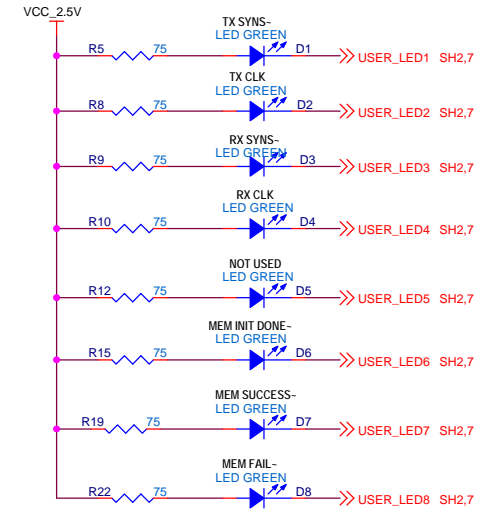 VCC_2.5V
TX SYNS~
LED GREEN
R5 75 D1
USER_LED1 SH2,7
TX CLK
LED GREEN
R8 75 D2
USER_LED2 SH2,7
RX SYNS~
LED GREEN
R9 75 D3
USER_LED3 SH2,7
RX CLK
LED GREEN
R10 75 D4
USER_LED4 SH2,7
NOT USED
LED GREEN
R12 75 D5
USER_LED5 SH2,7
MEM INIT DONE~
LED GREEN
R15 75 D6
USER_LED6 SH2,7
MEM SUCCESS~
LED GREEN
R19 75 D7
USER_LED7 SH2,7
MEM FAIL~
LED GREEN
R22 75 D8
USER_LED8 SH2,7